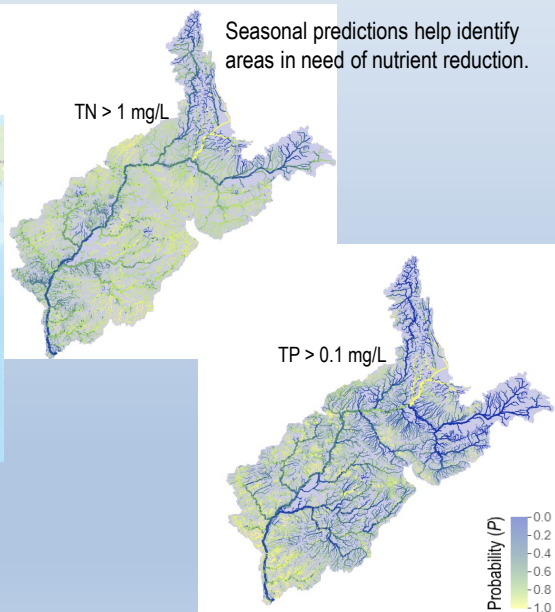 Seasonal predictions help identify
areas in need of nutrient reduction.
TN > 1 mg/L
TP > 0.1 mg/L
Probability (P)
0.0
0.2
0.4
0.6
0.8
1.0